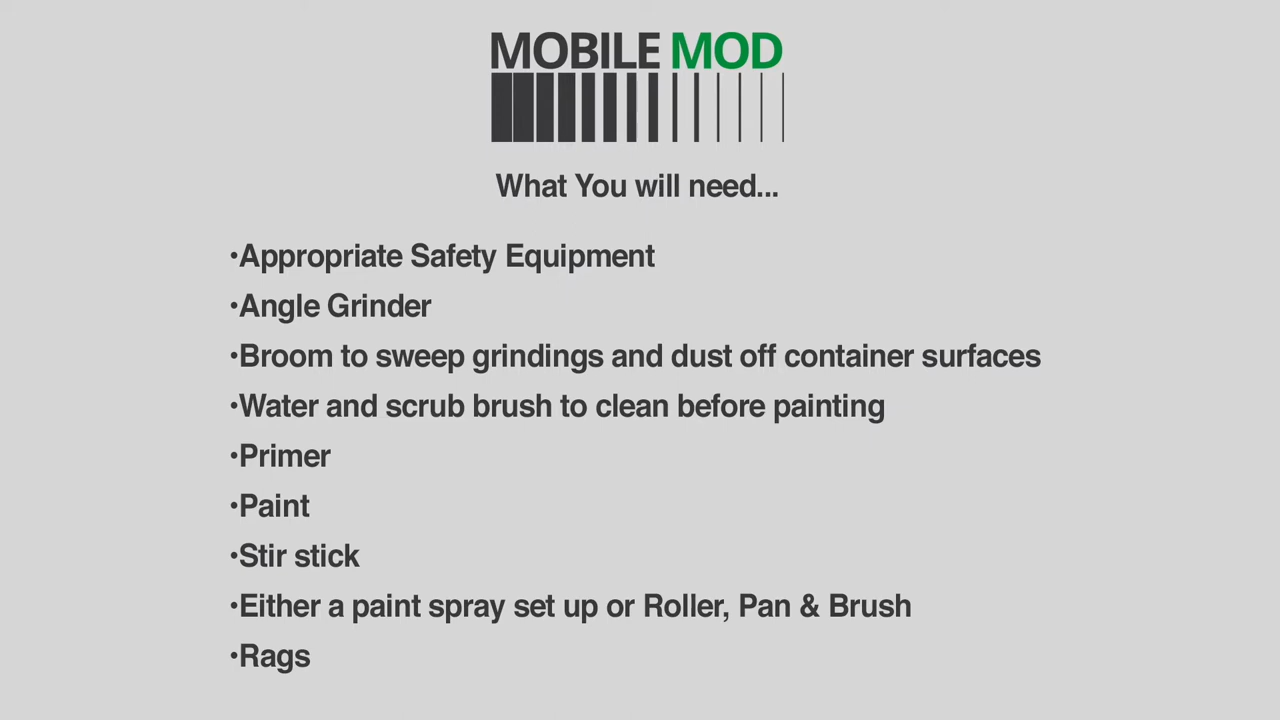 MOBILE MOD
What You will need...
•Appropriate Safety Equipment
•Angle Grinder
•Broom to sweep grindings and dust off container surfaces
•Water and scrub brush to clean before painting
•Primer
•Paint
•Stir stick
•Either a paint spray set up or Roller, Pan & Brush
•Rags